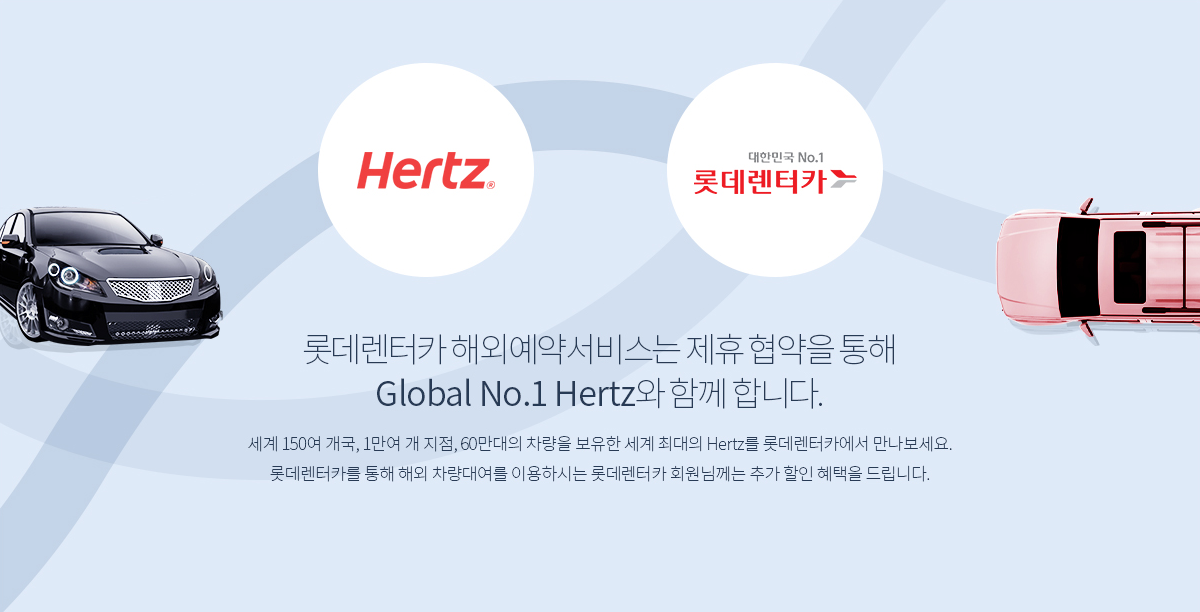 Hertz®
대한민국 No.1
롯데렌터카
롯데렌터카 해외예약서비스는 제휴 협약을 통해
Global No.1 Hertz와 함께 합니다.
세계 150여 개국, 1만여 개 지점, 60만대의 차량을 보유한 세계 최대의 Hertz를 롯데렌터카에서 만나보세요.
롯데렌터카를 통해 해외 차량대여를 이용하시는 롯데렌터카 회원님께는 추가 할인 혜택을 드립니다.